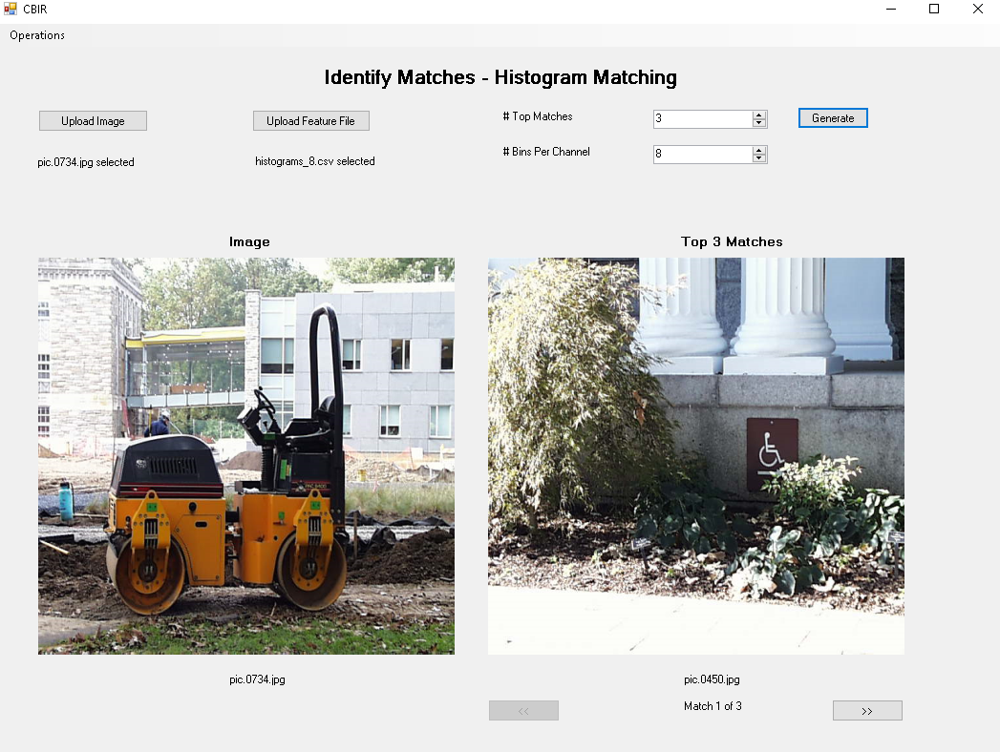 CBIR
Operations
Identify Matches - Histogram Matching
Upload Image
Upload Feature File
# Top Matches
3
Generate
# Bins Per Channel
8
pic.0734.jpg selected
histograms_8.csv selected
Image
Top 3 Matches
pic.0734.jpg
pic.0450.jpg
<<
Match 1 of 3
>>